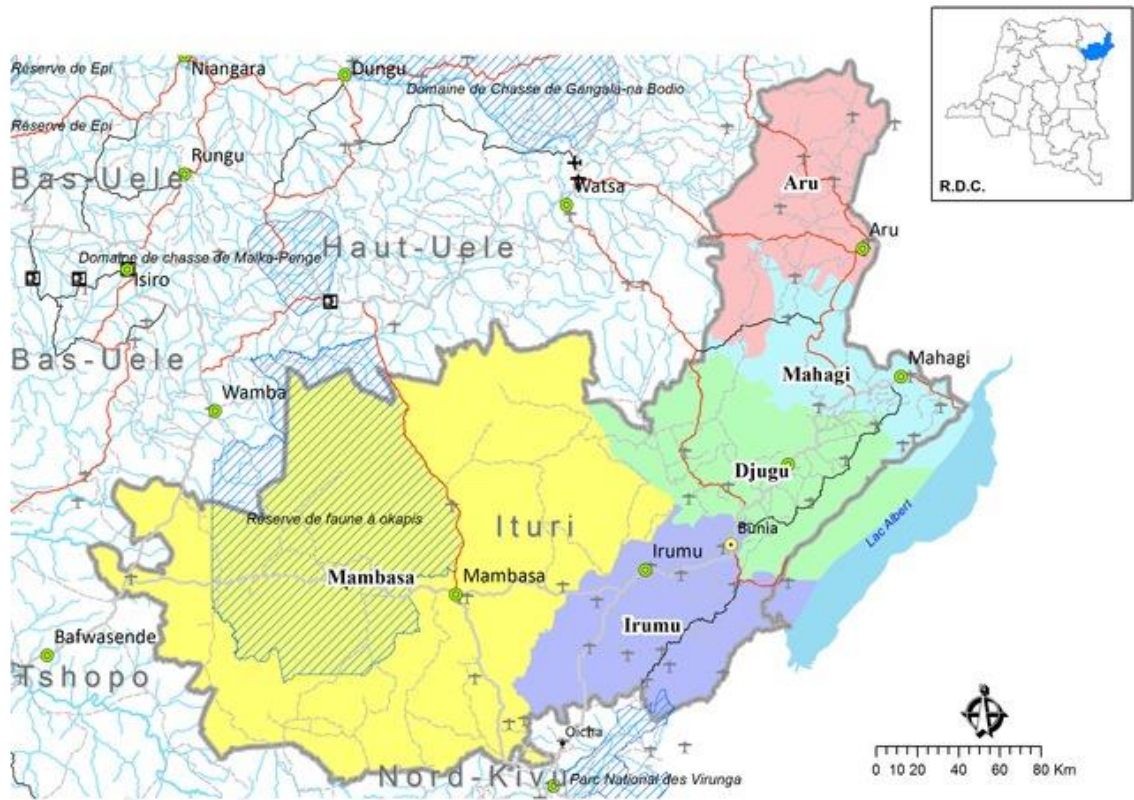 R.D.C.
Réserve de Epi
Niangara
Dungu
Domaine de Chasse de Gangala-na Bodio
Réserve de Epi
Rungu
Bas-Uele
Watsa
Aru
Haut-Uele
Aru
Domaine de chasse de Maika-Penge
Isiro
Bas-Uele
Mahagi
Mahagi
Wamba
Djugu
Réserve de faune à okapis
Ituri
Bunia
Lac Albert
Irumu
Mambasa
Mambasa
Irumu
Bafwasende
Tshopo
Oicha
Nord-Kivu
Parc National des Virunga
0 10 20 40 60 80 Km